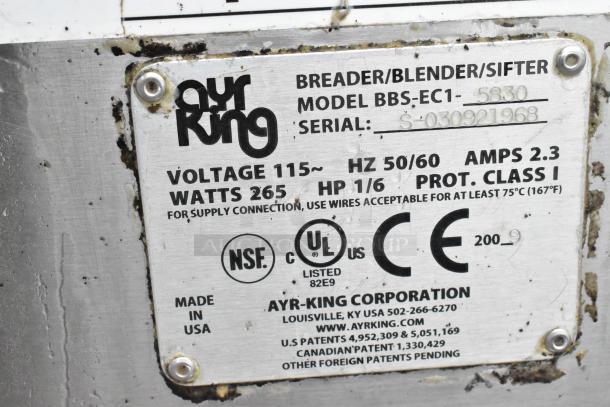 ayr
King
BREADER/BLENDER/SIFTER
MODEL BBS-EC1- 5830
SERIAL: S-030921968
VOLTAGE 115~ HZ 50/60 AMPS 2.3
WATTS 265 HP 1/6 PROT. CLASS I
FOR SUPPLY CONNECTION, USE WIRES ACCEPTABLE FOR AT LEAST 75°C (167°F)
NSF. C UL ® US CE 200_9
LISTED
82E9
MADE
IN
USA
AYR-KING CORPORATION
LOUISVILLE, KY USA 502-266-6270
WWW.AYRKING.COM
U.S PATENTS 4,952,309 & 5,051,169
CANADIAN PATENT 1,330,429
OTHER FOREIGN PATENTS PENDING